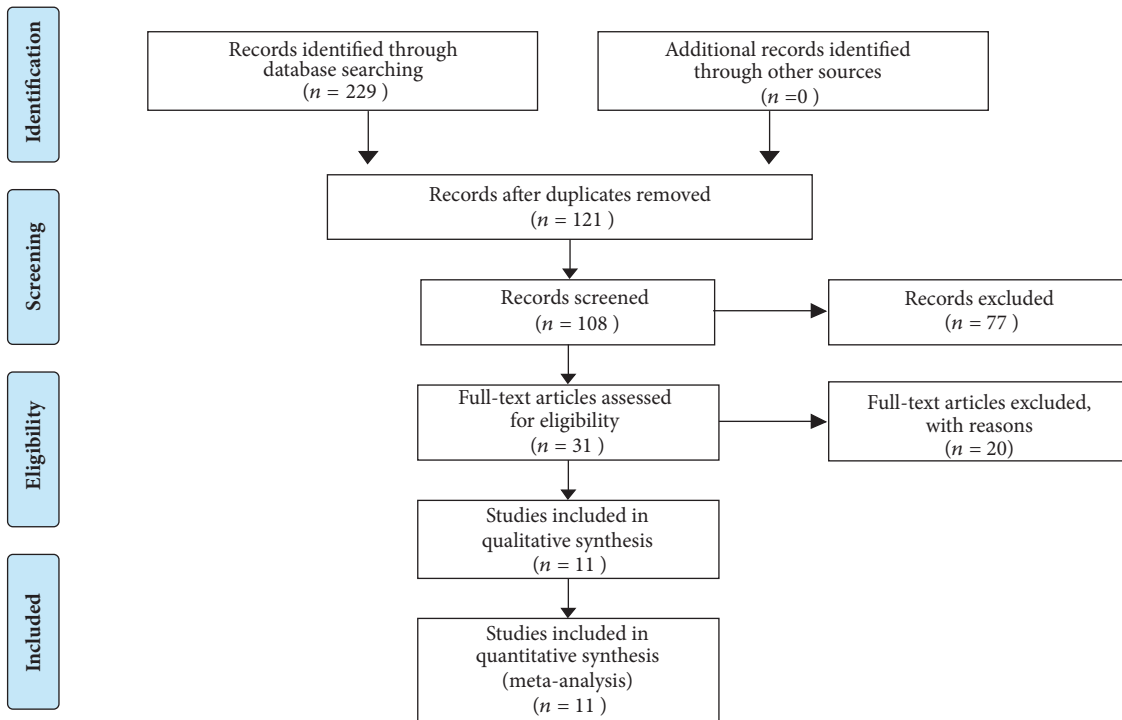 Identification
Records identified through
database searching
(n = 229 )
Additional records identified
through other sources
(n =0 )
Screening
Records after duplicates removed
(n = 121 )
Records screened
(n = 108 )
Records excluded
(n = 77 )
Eligibility
Full-text articles assessed
for eligibility
(n = 31 )
Full-text articles excluded,
with reasons
(n = 20)
Studies included in
qualitative synthesis
(n = 11 )
Included
Studies included in
quantitative synthesis
(meta-analysis)
(n = 11 )